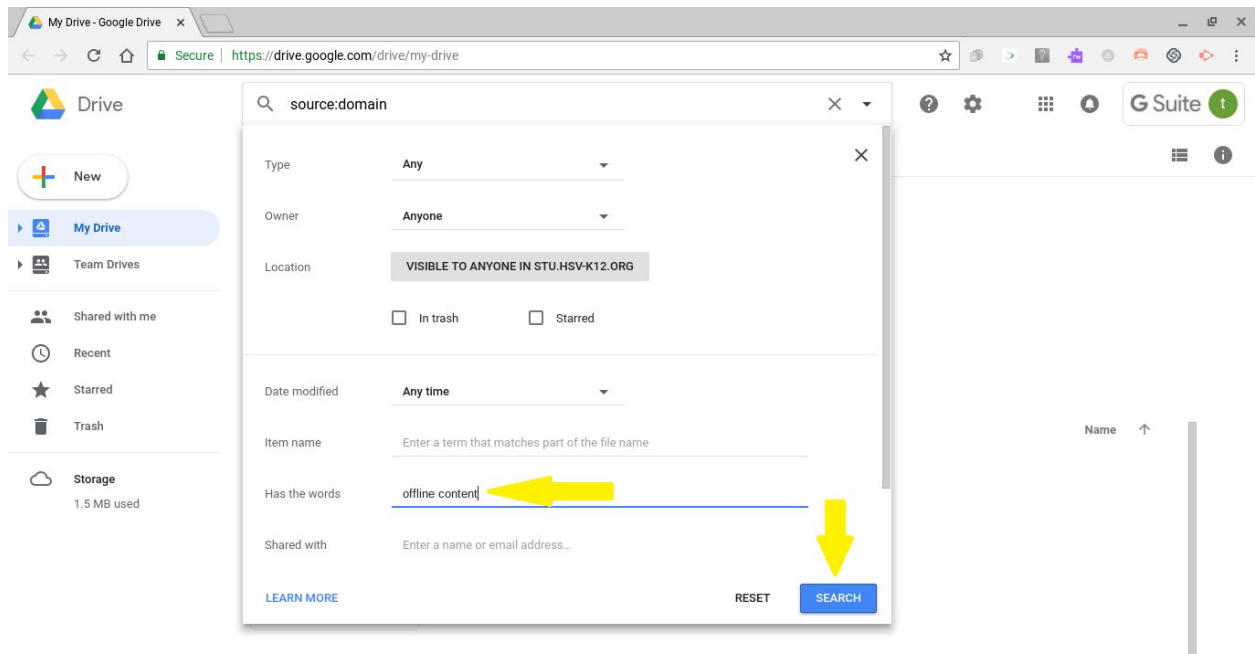 My Drive - Google Drive
Secure | https://drive.google.com/drive/my-drive
Drive
source:domain
G Suite t
New
My Drive
Team Drives
Shared with me
Recent
Starred
Trash
Storage
1.5 MB used
Type Any
Owner Anyone
Location VISIBLE TO ANYONE IN STU.HSV-K12.ORG
In trash Starred
Date modified Any time
Item name Enter a term that matches part of the file name
Has the words offline content
Shared with Enter a name or email address...
LEARN MORE RESET SEARCH
Name